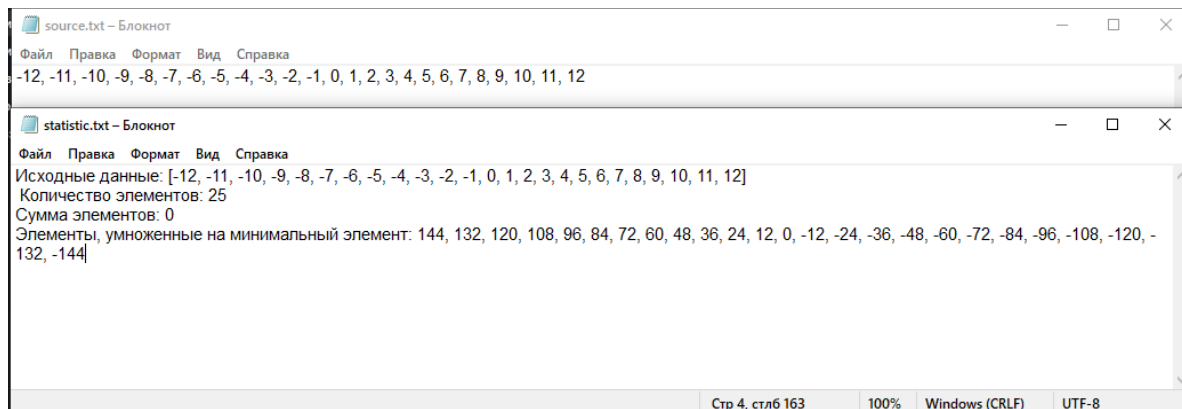 source.txt – Блокнот
Файл Правка Формат Вид Справка
-12, -11, -10, -9, -8, -7, -6, -5, -4, -3, -2, -1, 0, 1, 2, 3, 4, 5, 6, 7, 8, 9, 10, 11, 12
statistic.txt – Блокнот
Файл Правка Формат Вид Справка
Исходные данные: [-12, -11, -10, -9, -8, -7, -6, -5, -4, -3, -2, -1, 0, 1, 2, 3, 4, 5, 6, 7, 8, 9, 10, 11, 12]
Количество элементов: 25
Сумма элементов: 0
Элементы, умноженные на минимальный элемент: 144, 132, 120, 108, 96, 84, 72, 60, 48, 36, 24, 12, 0, -12, -24, -36, -48, -60, -72, -84, -96, -108, -120, -
132, -144
Стр 4, стлб 163 100% Windows (CRLF) UTF-8